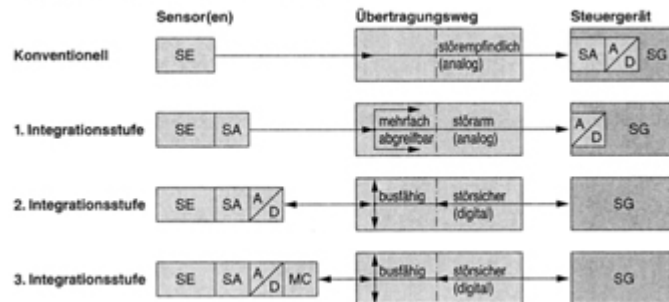 Sensor(en) Übertragungsweg Steuergerät
Konventionell SE störempfindlich (analog) SA A/D SG
1. Integrationsstufe SE SA mehrfach abgreifbar störarm (analog) A/D SG
2. Integrationsstufe SE SA A/D busfähig störsicher (digital) SG
3. Integrationsstufe SE SA A/D MC busfähig störsicher (digital) SG